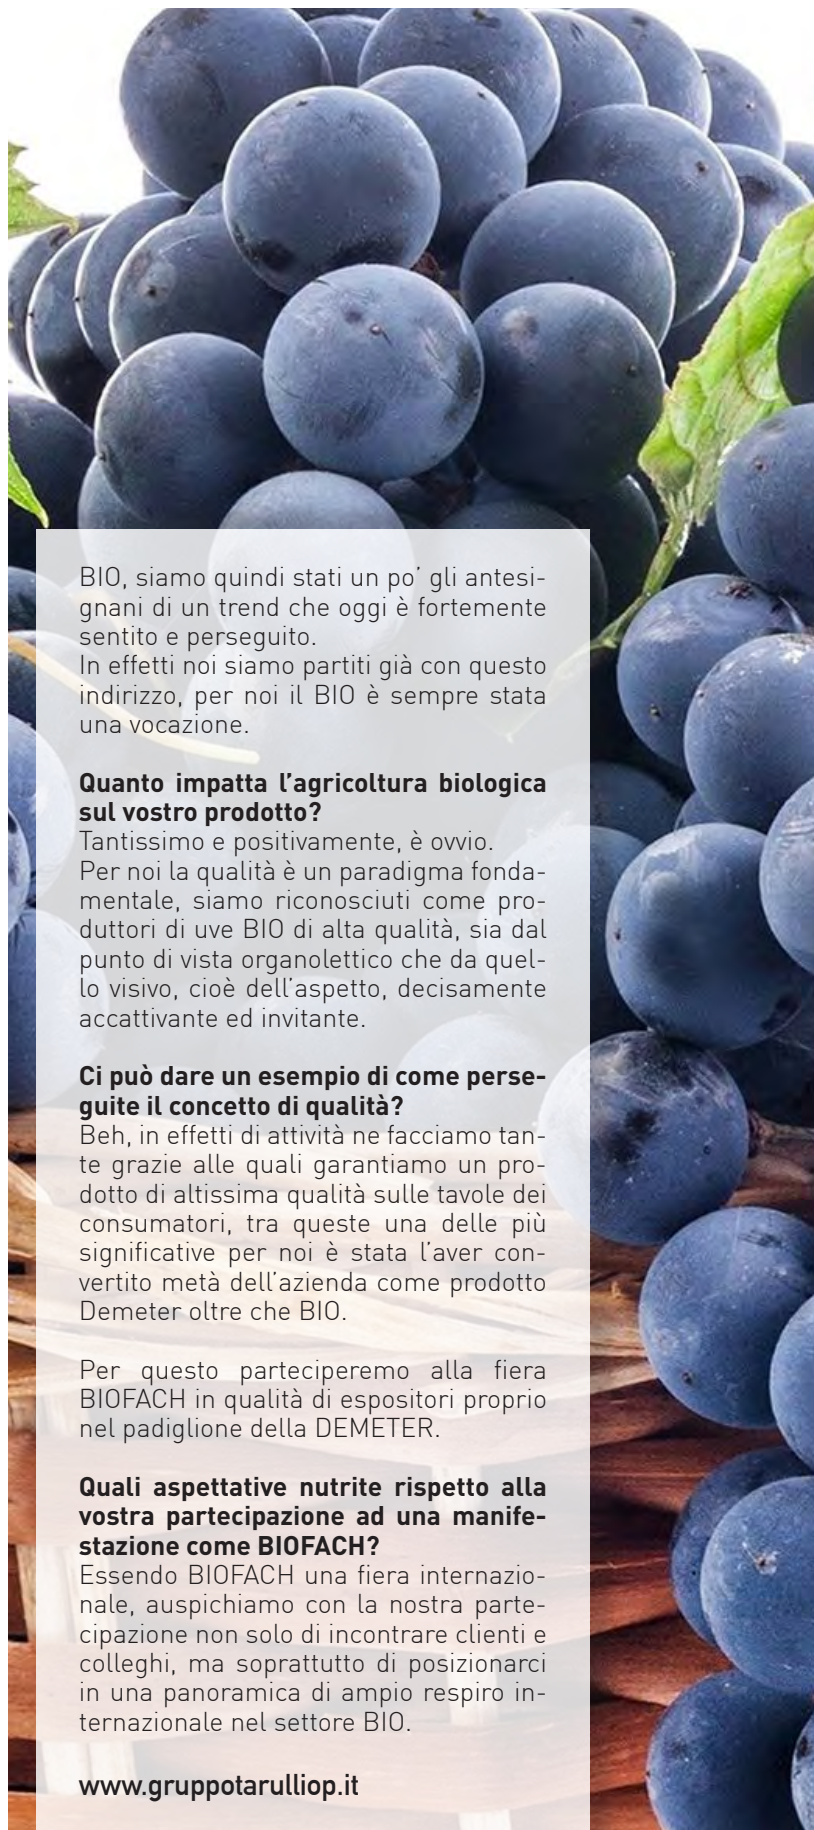 BIO, siamo quindi stati un po’ gli antesi-
gnani di un trend che oggi è fortemente
sentito e perseguito.
In effetti noi siamo partiti già con questo
indirizzo, per noi il BIO è sempre stata
una vocazione.
Quanto impatta l’agricoltura biologica
sul vostro prodotto?
Tantissimo e positivamente, è ovvio.
Per noi la qualità è un paradigma fonda-
mentale, siamo riconosciuti come pro-
duttori di uve BIO di alta qualità, sia dal
punto di vista organolettico che da quel-
lo visivo, cioè dell’aspetto, decisamente
accattivante ed invitante.
Ci può dare un esempio di come perse-
guite il concetto di qualità?
Beh, in effetti di attività ne facciamo tan-
te grazie alle quali garantiamo un pro-
dotto di altissima qualità sulle tavole dei
consumatori, tra queste una delle più
significative per noi è stata l’aver con-
vertito metà dell’azienda come prodotto
Demeter oltre che BIO.
Per questo parteciperemo alla fiera
BIOFACH in qualità di espositori proprio
nel padiglione della DEMETER.
Quali aspettative nutrite rispetto alla
vostra partecipazione ad una manife-
stazione come BIOFACH?
Essendo BIOFACH una fiera internazio-
nale, auspichiamo con la nostra parte-
cipazione non solo di incontrare clienti e
colleghi, ma soprattutto di posizionarci
in una panoramica di ampio respiro in-
ternazionale nel settore BIO.
www.gruppotarulliop.it